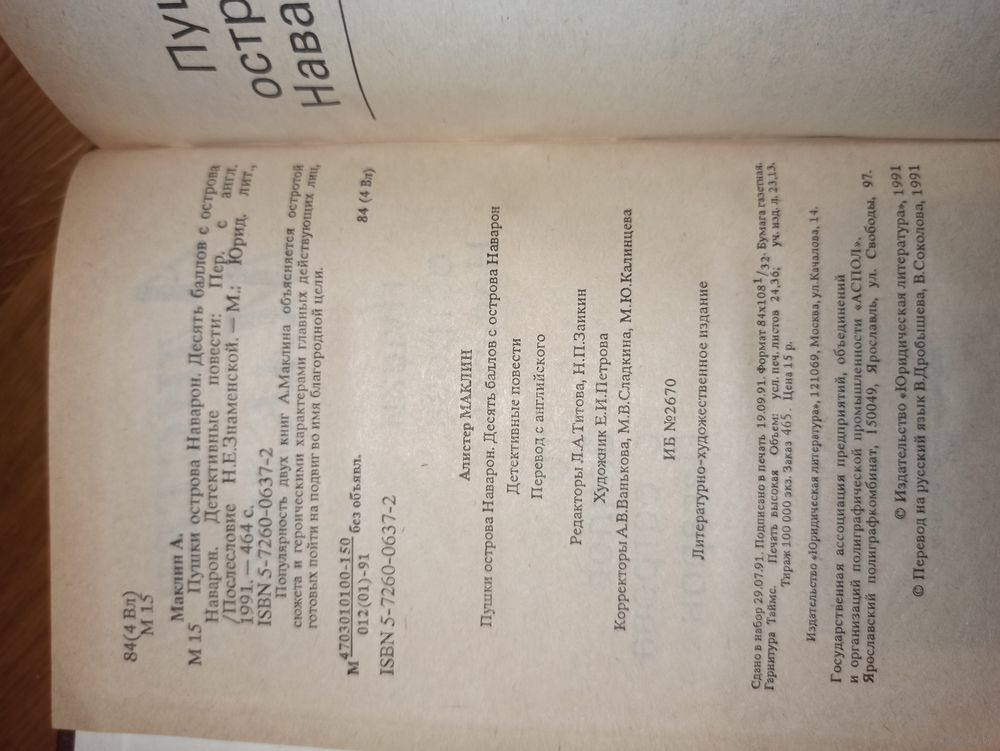 Пуш
остр
Нава
84(4 Вл)
М 15
Маклин А.
М 15 Пушки острова Наварон. Десять баллов с острова
Наварон. Детективные повести: Пер. с англ.
/Послесловие Н.Е.Знаменской. — М.: Юрид. лит.,
1991. — 464 с.
ISBN 5-7260-0637-2
Популярность двух книг А.Маклина объясняется остротой
сюжета и героическими характерами главных действующих лиц,
готовых пойти на подвиг во имя благородной цели.
М 4703010100-150 без объявл.
012(01)-91
84 (4 Вл)
ISBN 5-7260-0637-2
Алистер МАКЛИН
Пушки острова Наварон. Десять баллов с острова Наварон
Детективные повести
Перевод с английского
Редакторы Л.А.Титова, Н.П.Заикин
Художник Е.И.Петрова
Корректоры А.В.Ванькова, М.В.Сладкина, М.Ю.Калинцева
ИБ №2670
Литературно-художественное издание
Сдано в набор 29.07.91. Подписано в печать 19.09.91. Формат 84х108 1/32. Бумага газетная.
Гарнитура Таймс. Печать высокая Объем: усл. печ. листов 24,36; уч. изд. л. 23,13.
Тираж 100 000 экз. Заказ 465. Цена 15 р.
Издательство «Юридическая литература», 121069, Москва, ул.Качалова, 14.
Государственная ассоциация предприятий, объединений
и организаций полиграфической промышленности «АСПОЛ».
Ярославский полиграфкомбинат, 150049, Ярославль, ул. Свободы, 97.
© Издательство «Юридическая литература», 1991
© Перевод на русский язык В.Дробышева, В.Соколова, 1991